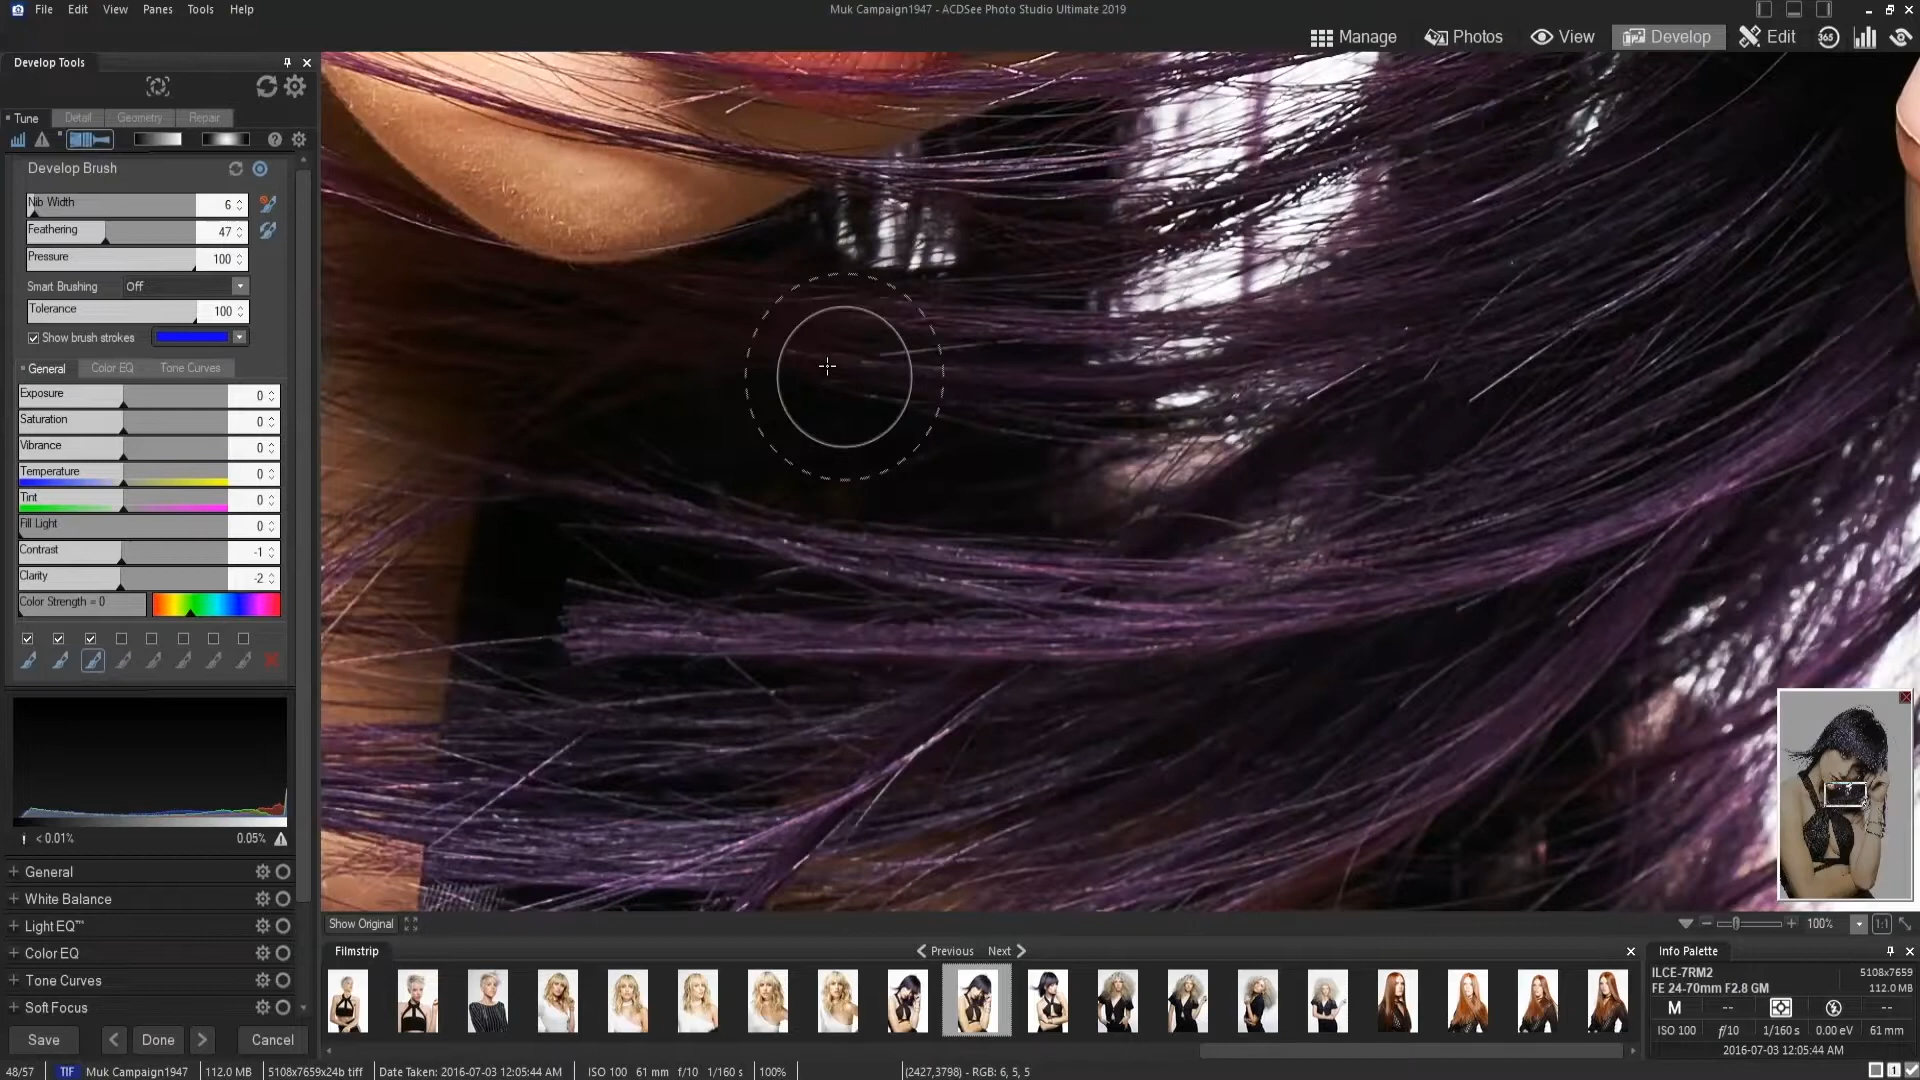 File Edit View Panes Tools Help
Muk Campaign1947 - ACDSee Photo Studio Ultimate 2019
Manage Photos View Develop Edit 365
Develop Tools
Tune Detail Geometry Repair
Develop Brush
Nib Width 6
Feathering 47
Pressure 100
Smart Brushing Off
Tolerance 100
Show brush strokes
General Color EQ Tone Curves
Exposure 0
Saturation 0
Vibrance 0
Temperature 0
Tint 0
Fill Light 0
Contrast -1
Clarity -2
Color Strength = 0
< 0.01% 0.05%
+ General
+ White Balance
+ Light EQ™
+ Color EQ
+ Tone Curves
+ Soft Focus
Save Done Cancel
Show Original
100% 1:1
Filmstrip
Previous Next
Info Palette
ILCE-7RM2 5108x7659
FE 24-70mm F2.8 GM 112.0 MB
M -- --
ISO 100 f/10 1/160 s 0.00 eV 61 mm
2016-07-03 12:05:44 AM
48/57 TIF Muk Campaign1947 112.0 MB 5108x7659x24b tiff Date Taken: 2016-07-03 12:05:44 AM ISO 100 61 mm f/10 1/160 s 100% (2427,3798) - RGB: 6, 5, 5 1